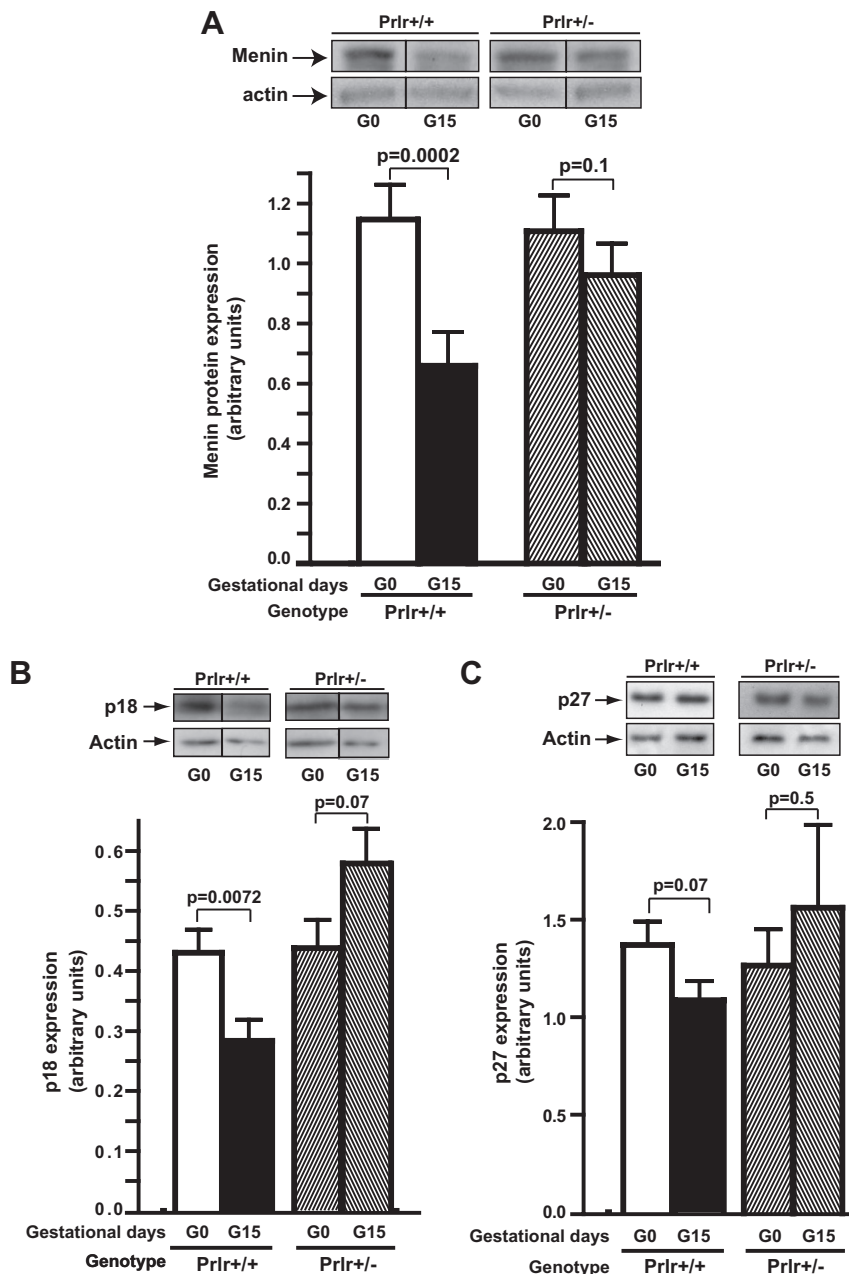 A
Prlr+/+ Prlr+/-
Menin
actin
G0 G15 G0 G15
p=0.0002
p=0.1
Menin protein expression
(arbitrary units)
1.2
1.0
0.8
0.6
0.4
0.2
0.0
Gestational days G0 G15 G0 G15
Genotype Prlr+/+ Prlr+/-
B
Prlr+/+ Prlr+/-
p18
Actin
G0 G15 G0 G15
p=0.07
p=0.0072
p18 expression
(arbitrary units)
0.6
0.5
0.4
0.3
0.2
0.1
0.0
Gestational days G0 G15 G0 G15
Genotype Prlr+/+ Prlr+/-
C
Prlr+/+ Prlr+/-
p27
Actin
G0 G15 G0 G15
p=0.5
p=0.07
p27 expression
(arbitrary units)
2.0
1.5
1.0
0.5
0.0
Gestational days G0 G15 G0 G15
Genotype Prlr+/+ Prlr+/-